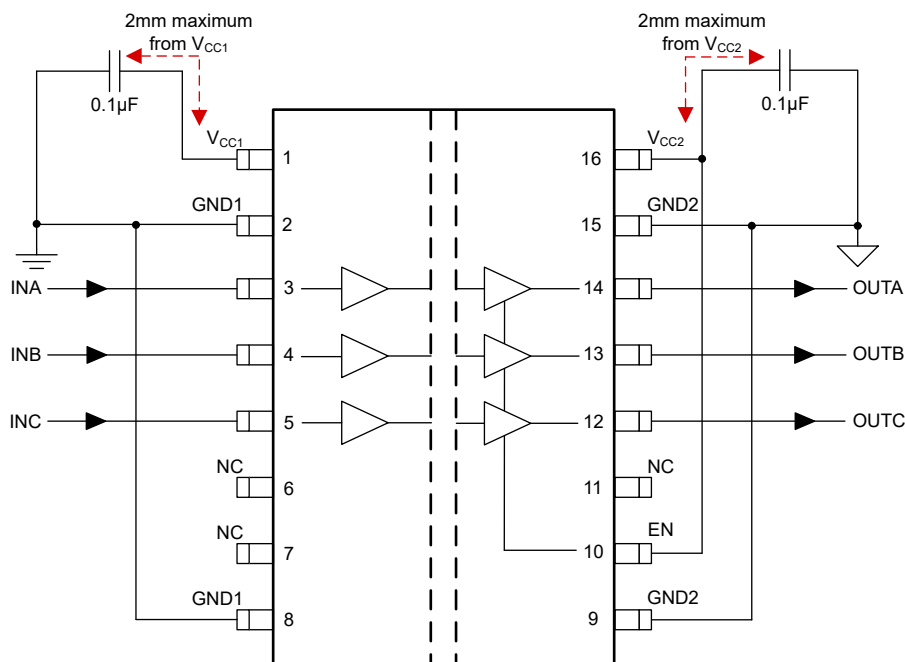 2mm maximum
from VCC1
2mm maximum
from VCC2
0.1µF
0.1µF
VCC1
1
16
VCC2
GND1
2
15
GND2
INA
3
14
OUTA
INB
4
13
OUTB
INC
5
12
OUTC
NC
6
11
NC
NC
7
10
EN
GND1
8
9
GND2